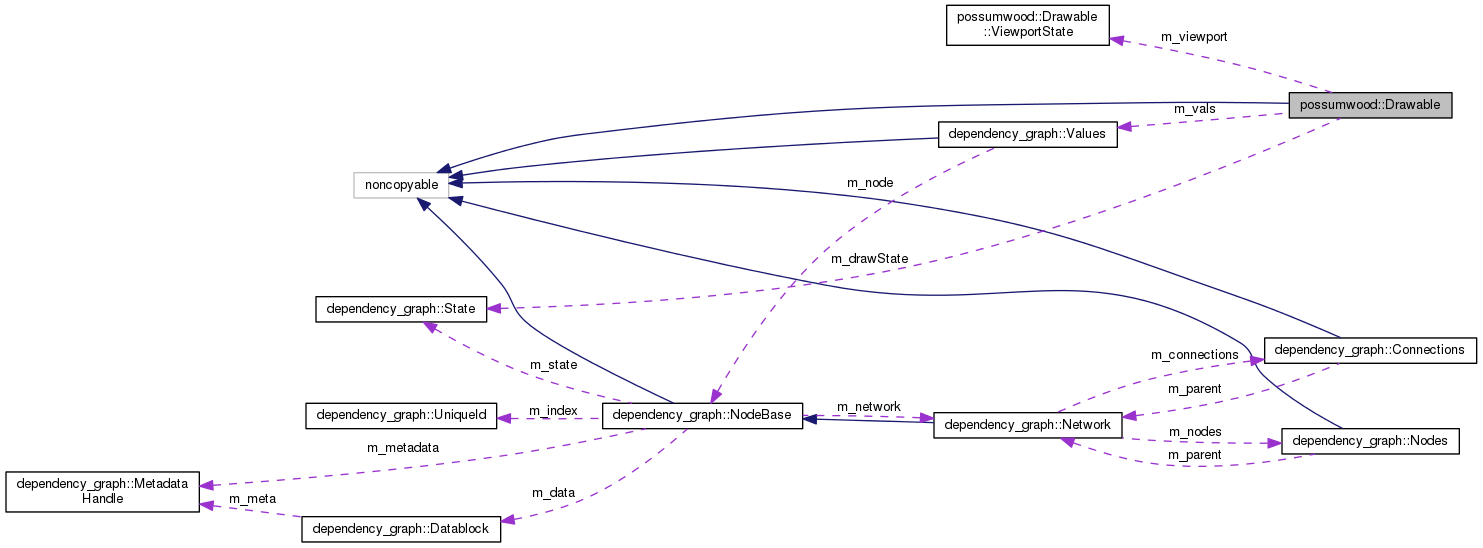 possumwood::Drawable
::ViewportState
m_viewport
possumwood::Drawable
m_vals
dependency_graph::Values
noncopyable
m_node
m_drawState
dependency_graph::State
m_state
m_connections
dependency_graph::Connections
m_parent
dependency_graph::UniqueId
m_index
dependency_graph::NodeBase
m_network
dependency_graph::Network
m_nodes
dependency_graph::Nodes
m_parent
m_metadata
dependency_graph::Metadata
Handle
m_meta
m_data
dependency_graph::Datablock